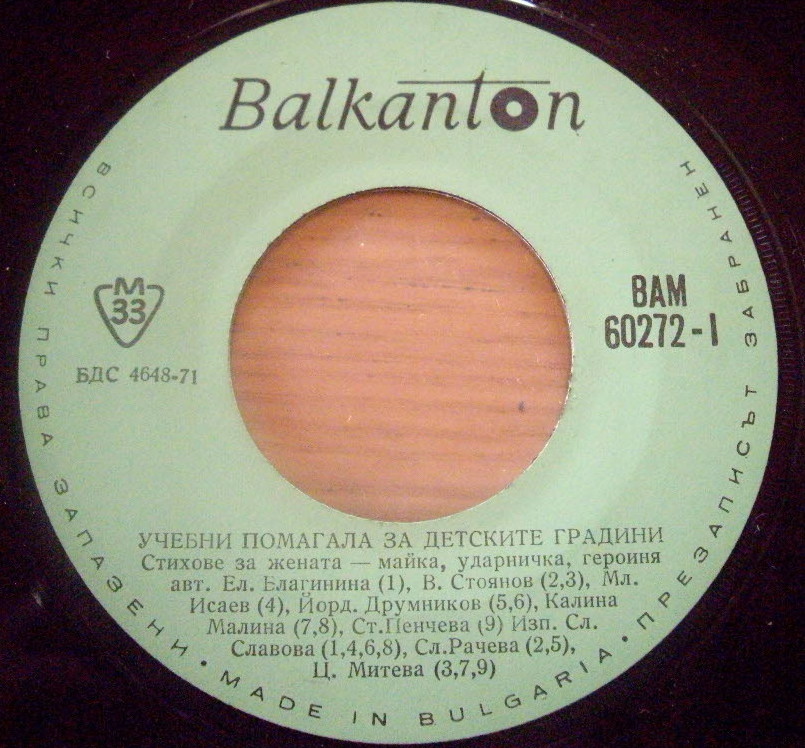 Balkanton
ВСИЧКИ ПРАВА ЗАПАЗЕНИ • MADE IN BULGARIA • ПРЕЗАПИСЪТ ЗАБРАНЕН
М
33
БДС 4648-71
ВАМ
60272-I
УЧЕБНИ ПОМАГАЛА ЗА ДЕТСКИТЕ ГРАДИНИ
Стихове за жената — майка, ударничка, героиня
авт. Ел. Благинина (1), В. Стоянов (2,3), Мл.
Исаев (4), Йорд. Друмников (5,6), Калина
Малина (7,8), Ст.Пенчева (9) Изп. Сл.
Славова (1,4,6,8), Сл.Рачева (2,5),
Ц. Митева (3,7,9)